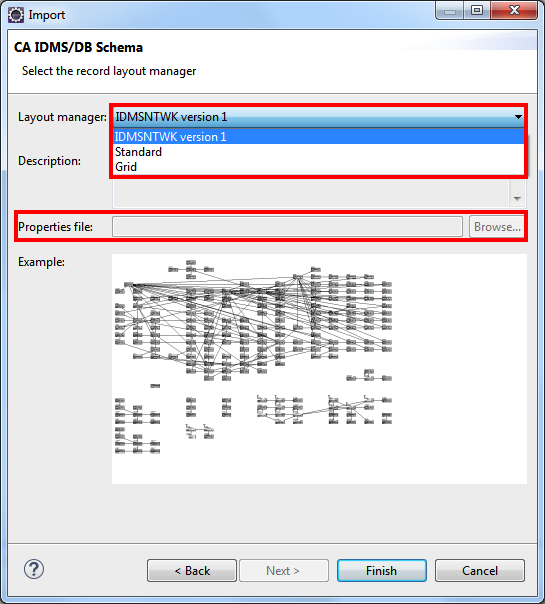 Import
CA IDMS/DB Schema
Select the record layout manager
Layout manager: IDMSNTWK version 1
IDMSNTWK version 1
Standard
Grid
Description:
Properties file: Browse...
Example:
? < Back Next > Finish Cancel